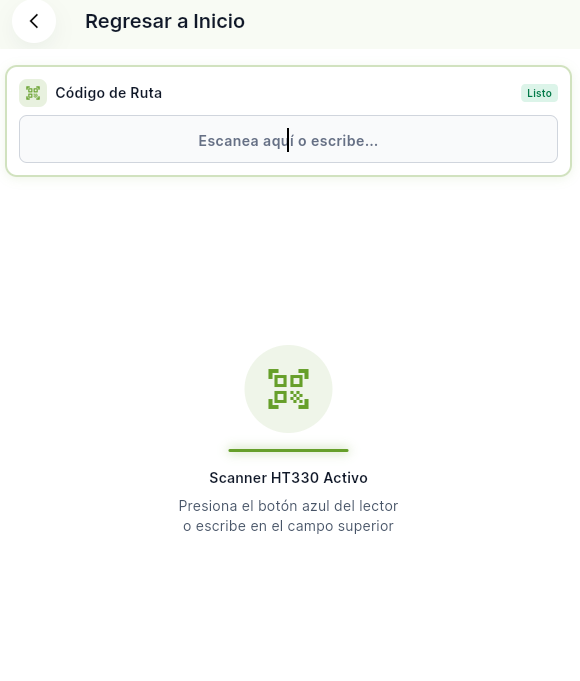 Regresar a Inicio
Código de Ruta
Listo
Escanea aquí o escribe...
Scanner HT330 Activo
Presiona el botón azul del lector
o escribe en el campo superior